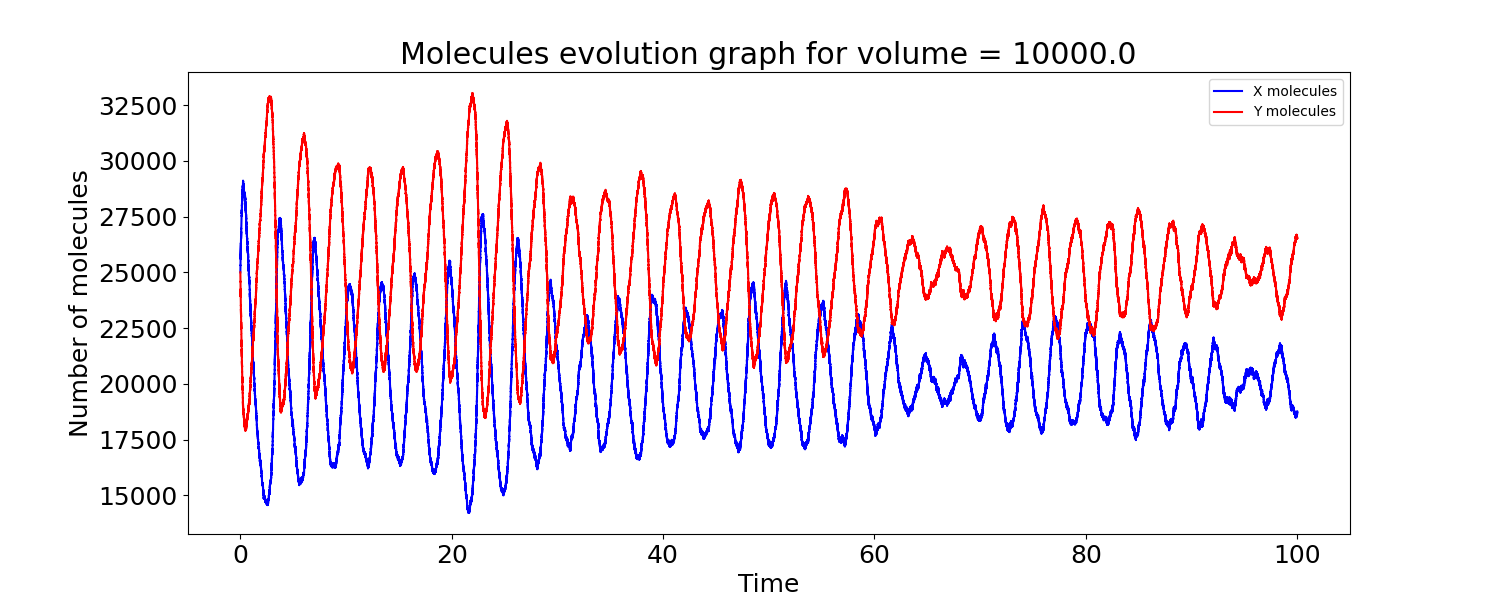 Molecules evolution graph for volume = 10000.0
X molecules
Y molecules
Number of molecules
32500
30000
27500
25000
22500
20000
17500
15000
0 20 40 60 80 100
Time